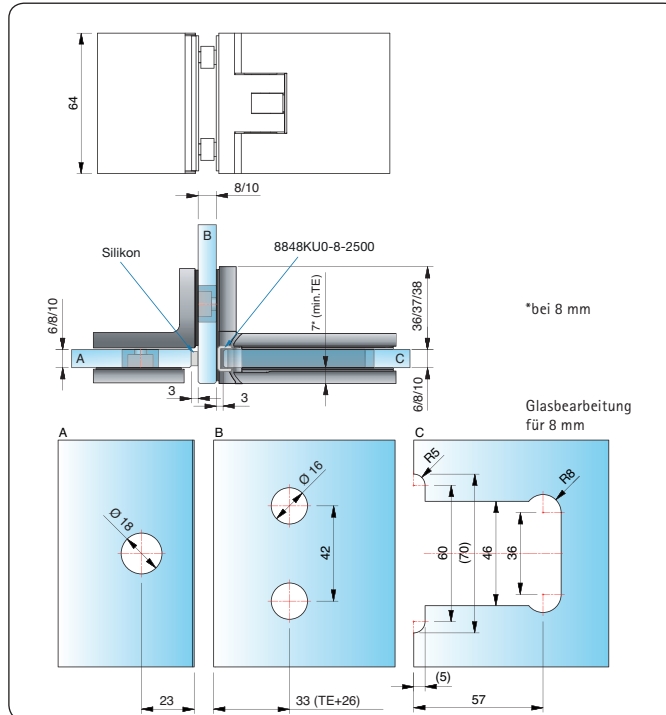 64
8/10
B
Silikon
8848KU0-8-2500
7* (min.TE)
36/37/38
*bei 8 mm
6/8/10
A
C
3
3
6/8/10
Glasbearbeitung
für 8 mm
A
B
C
Ø 18
Ø 16
42
R5
R8
60
(70)
46
36
(5)
23
33 (TE+26)
57